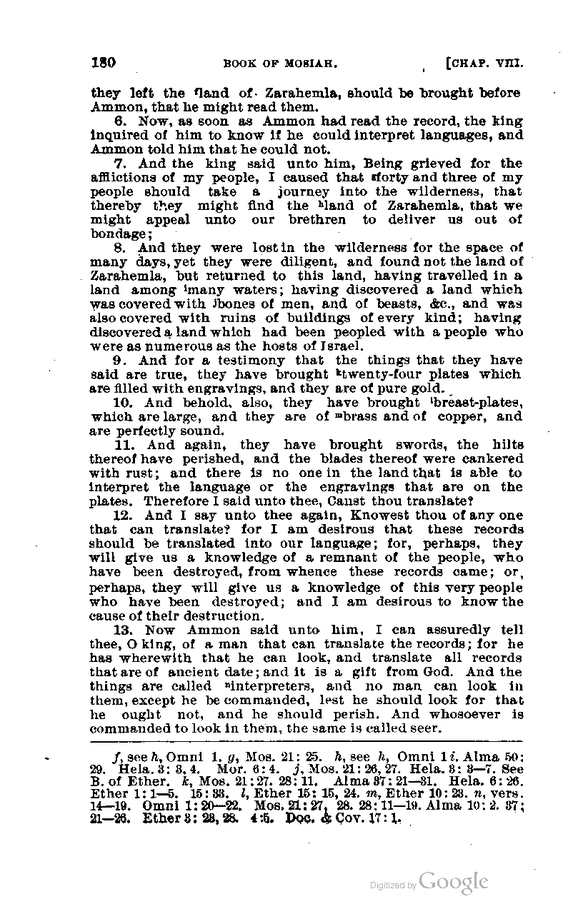 180 BOOK OF MOSIAH. [CHAP. VIII.
they left the fland of Zarahemla, should be brought before
Ammon, that he might read them.
6. Now, as soon as Ammon had read the record, the king
inquired of him to know if he could interpret languages, and
Ammon told him that he could not.
7. And the king said unto him, Being grieved for the
afflictions of my people, I caused that gforty and three of my
people should take a journey into the wilderness, that
thereby they might find the hland of Zarahemla, that we
might appeal unto our brethren to deliver us out of
bondage;
8. And they were lost in the wilderness for the space of
many days, yet they were diligent, and found not the land of
Zarahemla, but returned to this land, having travelled in a
land among imany waters; having discovered a land which
was covered with jbones of men, and of beasts, &c., and was
also covered with ruins of buildings of every kind; having
discovered a land which had been peopled with a people who
were as numerous as the hosts of Israel.
9. And for a testimony that the things that they have
said are true, they have brought ktwenty-four plates which
are filled with engravings, and they are of pure gold.
10. And behold, also, they have brought lbreast-plates,
which are large, and they are of mbrass and of copper, and
are perfectly sound.
11. And again, they have brought swords, the hilts
thereof have perished, and the blades thereof were cankered
with rust; and there is no one in the land that is able to
interpret the language or the engravings that are on the
plates. Therefore I said unto thee, Canst thou translate?
12. And I say unto thee again, Knowest thou of any one
that can translate? for I am desirous that these records
should be translated into our language; for, perhaps, they
will give us a knowledge of a remnant of the people, who
have been destroyed, from whence these records came; or,
perhaps, they will give us a knowledge of this very people
who have been destroyed; and I am desirous to know the
cause of their destruction.
13. Now Ammon said unto him, I can assuredly tell
thee, O king, of a man that can translate the records; for he
has wherewith that he can look, and translate all records
that are of ancient date; and it is a gift from God. And the
things are called ninterpreters, and no man can look in
them, except he be commanded, lest he should look for that
he ought not, and he should perish. And whosoever is
commanded to look in them, the same is called seer.
f, see h, Omni 1. g, Mos. 21: 25. h, see h, Omni 1 i. Alma 50:
29. Hela. 3: 3, 4. Mor. 6: 4. j, Mos. 21: 26, 27. Hela. 3: 3—7. See
B. of Ether. k, Mos. 21: 27. 28: 11. Alma 37: 21—31. Hela. 6: 26.
Ether 1: 1—5. 15: 33. l, Ether 15: 15, 24. m, Ether 10: 23. n, vers.
14—19. Omni 1: 20—22. Mos. 21: 27, 28. 28: 11—19. Alma 10: 2. 37:
21—26. Ether 3: 23, 28. 4: 5. Doc. & Cov. 17: 1.
Digitized by Google